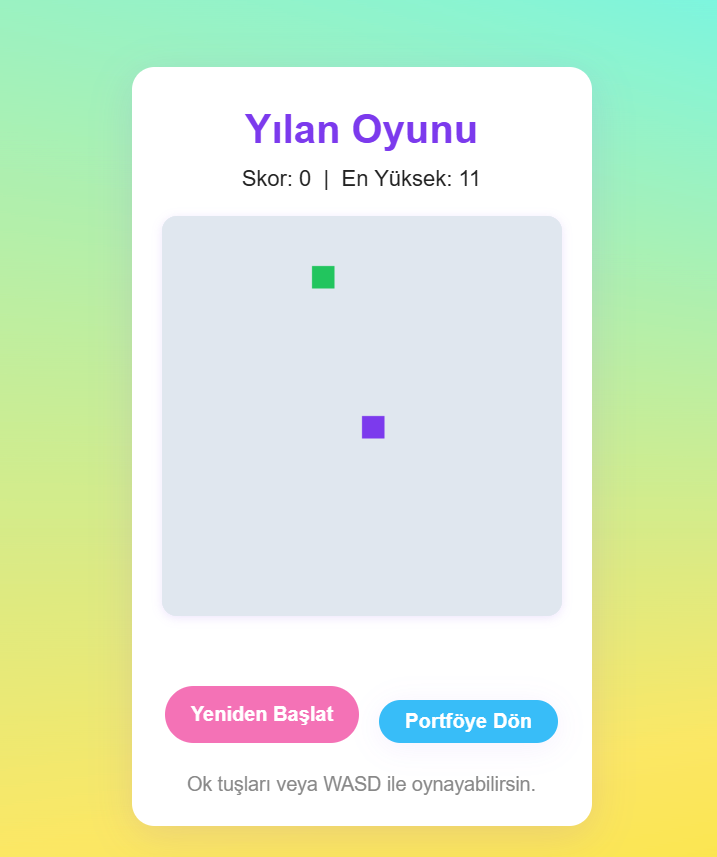 Yılan Oyunu
Skor: 0 | En Yüksek: 11
Yeniden Başlat
Portföye Dön
Ok tuşları veya WASD ile oynayabilirsin.